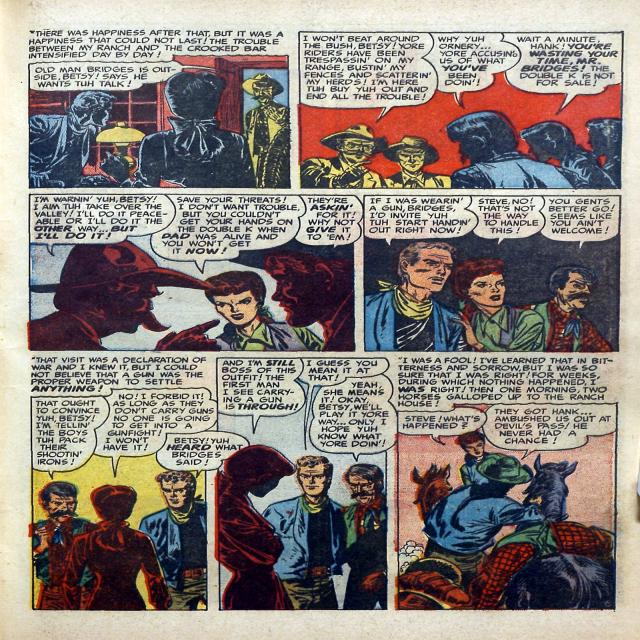 "THERE WAS HAPPINESS AFTER THAT, BUT IT WAS A
HAPPINESS THAT COULD NOT LAST! THE TROUBLE
BETWEEN MY RANCH AND THE CROOKED BAR
INTENSIFIED DAY BY DAY!
OLD MAN BRIDGES IS OUT-
SIDE, BETSY! SAYS HE
WANTS TUH TALK!
I WON'T BEAT AROUND
THE BUSH, BETSY! YORE
RIDERS HAVE BEEN
TRESPASSIN' ON MY
RANGE, BUSTIN' MY
FENCES AND SCATTERIN'
MY HERDS! I'M HERE
TUH BUY YUH OUT AND
END ALL THE TROUBLE!
WHY YUH
ORNERY...
YORE ACCUSING
US OF WHAT
YOU'VE
BEEN
DOIN'!
WAIT A MINUTE,
HANK! YOU'RE
WASTING YOUR
TIME, MR.
BRIDGES! THE
DOUBLE K IS NOT
FOR SALE!
I'M WARNIN' YUH, BETSY!
I AIM TUH TAKE OVER THE
VALLEY! I'LL DO IT PEACE-
ABLE OR I'LL DO IT THE
OTHER WAY...BUT
I'LL DO IT!
SAVE YOUR THREATS!
I DON'T WANT TROUBLE,
BUT YOU COULDN'T
GET YOUR HANDS ON
THE DOUBLE K WHEN
DAD WAS ALIVE AND
YOU WON'T GET
IT NOW!
THEY'RE
ASKIN'
FOR IT!
WHY NOT
GIVE IT
TO 'EM!
IF I WAS WEARIN'
A GUN, BRIDGES,
I'D INVITE YUH
TUH START HANDIN'
OUT RIGHT NOW!
STEVE, NO!
THAT'S NOT
THE WAY
TO HANDLE
THIS!
YOU GENTS
BETTER GO!
SEEMS LIKE
YUH AIN'T
WELCOME!
"THAT VISIT WAS A DECLARATION OF
WAR AND I KNEW IT, BUT I COULD
NOT BELIEVE THAT A GUN WAS THE
PROPER WEAPON TO SETTLE
ANYTHING!
THAT OUGHT
TO CONVINCE
YUH, BETSY!
I'M TELLIN'
THE BOYS
TUH PACK
THEIR
SHOOTIN'
IRONS!
NO! I FORBID IT!
AS LONG AS THEY
DON'T CARRY GUNS
NO ONE IS GOING
TO GET INTO A
GUNFIGHT!
I WON'T
HAVE IT!
BETSY! YUH
HEARD WHAT
BRIDGES
SAID!
AND I'M STILL
BOSS OF THIS
OUTFIT! THE
FIRST MAN
I SEE CARRY-
ING A GUN
IS THROUGH!
I GUESS YOU
MEAN IT AT
THAT!
YEAH,
SHE MEANS
IT! OKAY,
BETSY, WE'LL
PLAY IT YORE
WAY... ONLY I
HOPE YUH
KNOW WHAT
YORE DOIN'!
"I WAS A FOOL! I'VE LEARNED THAT IN BIT-
TERNESS AND SORROW, BUT I WAS SO
SURE THAT I WAS RIGHT! FOR WEEKS,
DURING WHICH NOTHING HAPPENED, I
WAS RIGHT! THEN ONE MORNING, TWO
HORSES GALLOPED UP TO THE RANCH
HOUSE!
STEVE! WHAT'S
HAPPENED?
THEY GOT HANK...
AMBUSHED US OUT AT
DEVIL'S PASS! HE
NEVER HAD A
CHANCE!